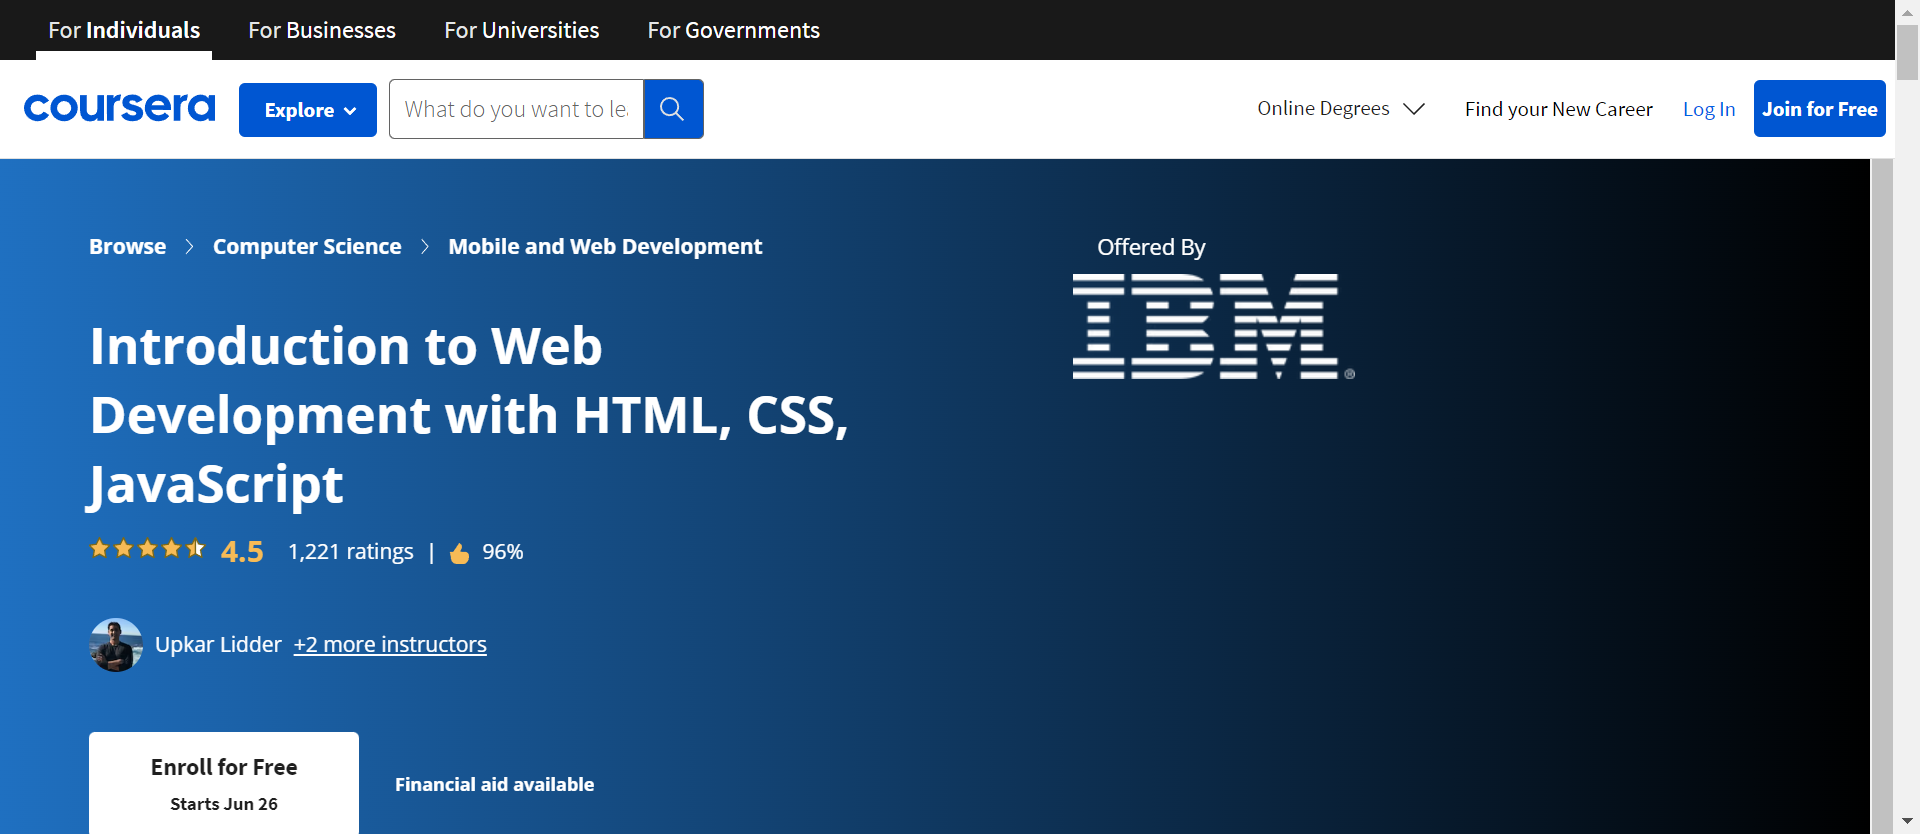 For Individuals For Businesses For Universities For Governments
coursera Explore What do you want to le Online Degrees Find your New Career Log In Join for Free
Browse Computer Science Mobile and Web Development
Offered By
IBM®
Introduction to Web
Development with HTML, CSS,
JavaScript
4.5 1,221 ratings | 96%
Upkar Lidder +2 more instructors
Enroll for Free
Starts Jun 26
Financial aid available